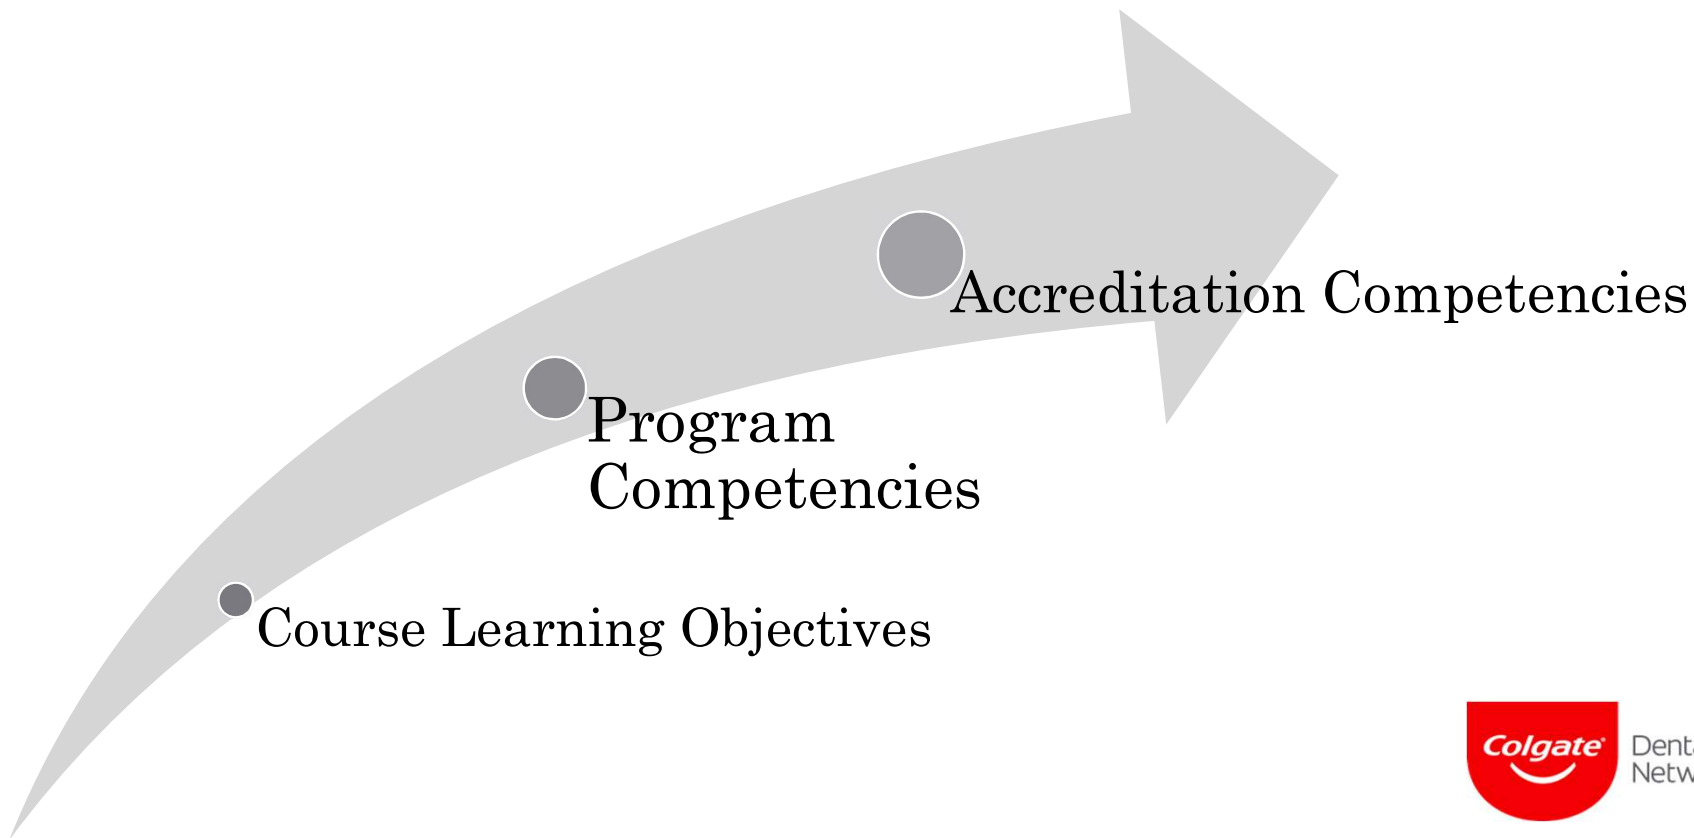 Accreditation Competencies
Program
Competencies
Course Learning Objectives
Colgate®